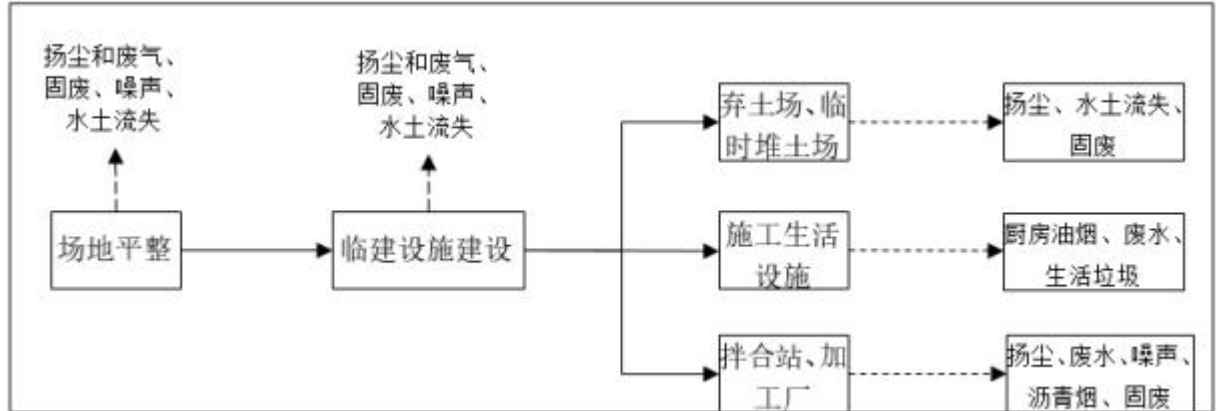 扬尘和废气、
固废、噪声、
水土流失
扬尘和废气、
固废、噪声、
水土流失
场地平整
临建设施建设
弃土场、临
时堆土场
扬尘、水土流失、
固废
施工生活
设施
厨房油烟、废水、
生活垃圾
拌合站、加
工厂
扬尘、废水、噪声、
沥青烟、固废